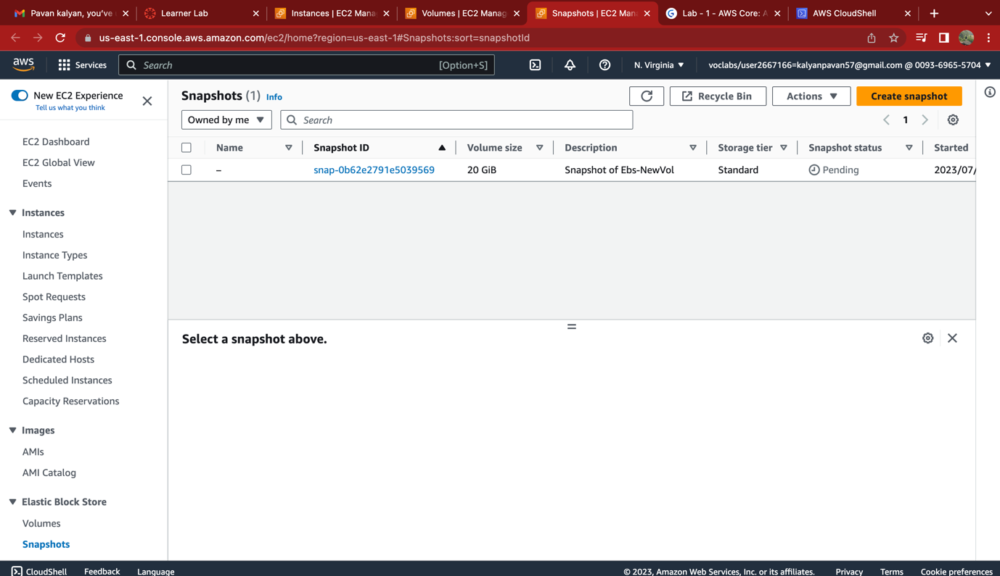 Pavan kalyan, you've
Learner Lab
Instances | EC2 Mana
Volumes | EC2 Manag
Snapshots | EC2 Man
Lab - 1 - AWS Core: A
AWS CloudShell
us-east-1.console.aws.amazon.com/ec2/home?region=us-east-1#Snapshots:sort=snapshotId
aws
Services
Search
[Option+S]
N. Virginia
voclabs/user2667166=kalyanpavan57@gmail.com @ 0093-6965-5704
New EC2 Experience
Tell us what you think
EC2 Dashboard
EC2 Global View
Events
Instances
Instances
Instance Types
Launch Templates
Spot Requests
Savings Plans
Reserved Instances
Dedicated Hosts
Scheduled Instances
Capacity Reservations
Images
AMIs
AMI Catalog
Elastic Block Store
Volumes
Snapshots
Snapshots (1) Info
Recycle Bin
Actions
Create snapshot
Owned by me
Search
1
Name Snapshot ID Volume size Description Storage tier Snapshot status Started
– snap-0b62e2791e5039569 20 GiB Snapshot of Ebs-NewVol Standard Pending 2023/07/
Select a snapshot above.
CloudShell Feedback Language © 2023, Amazon Web Services, Inc. or its affiliates. Privacy Terms Cookie preferences